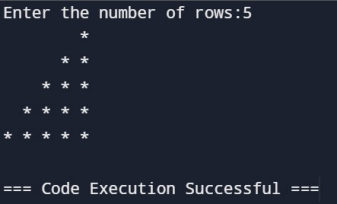 Enter the number of rows:5
        *
      * *
    * * *
  * * * *
* * * * *
=== Code Execution Successful ===